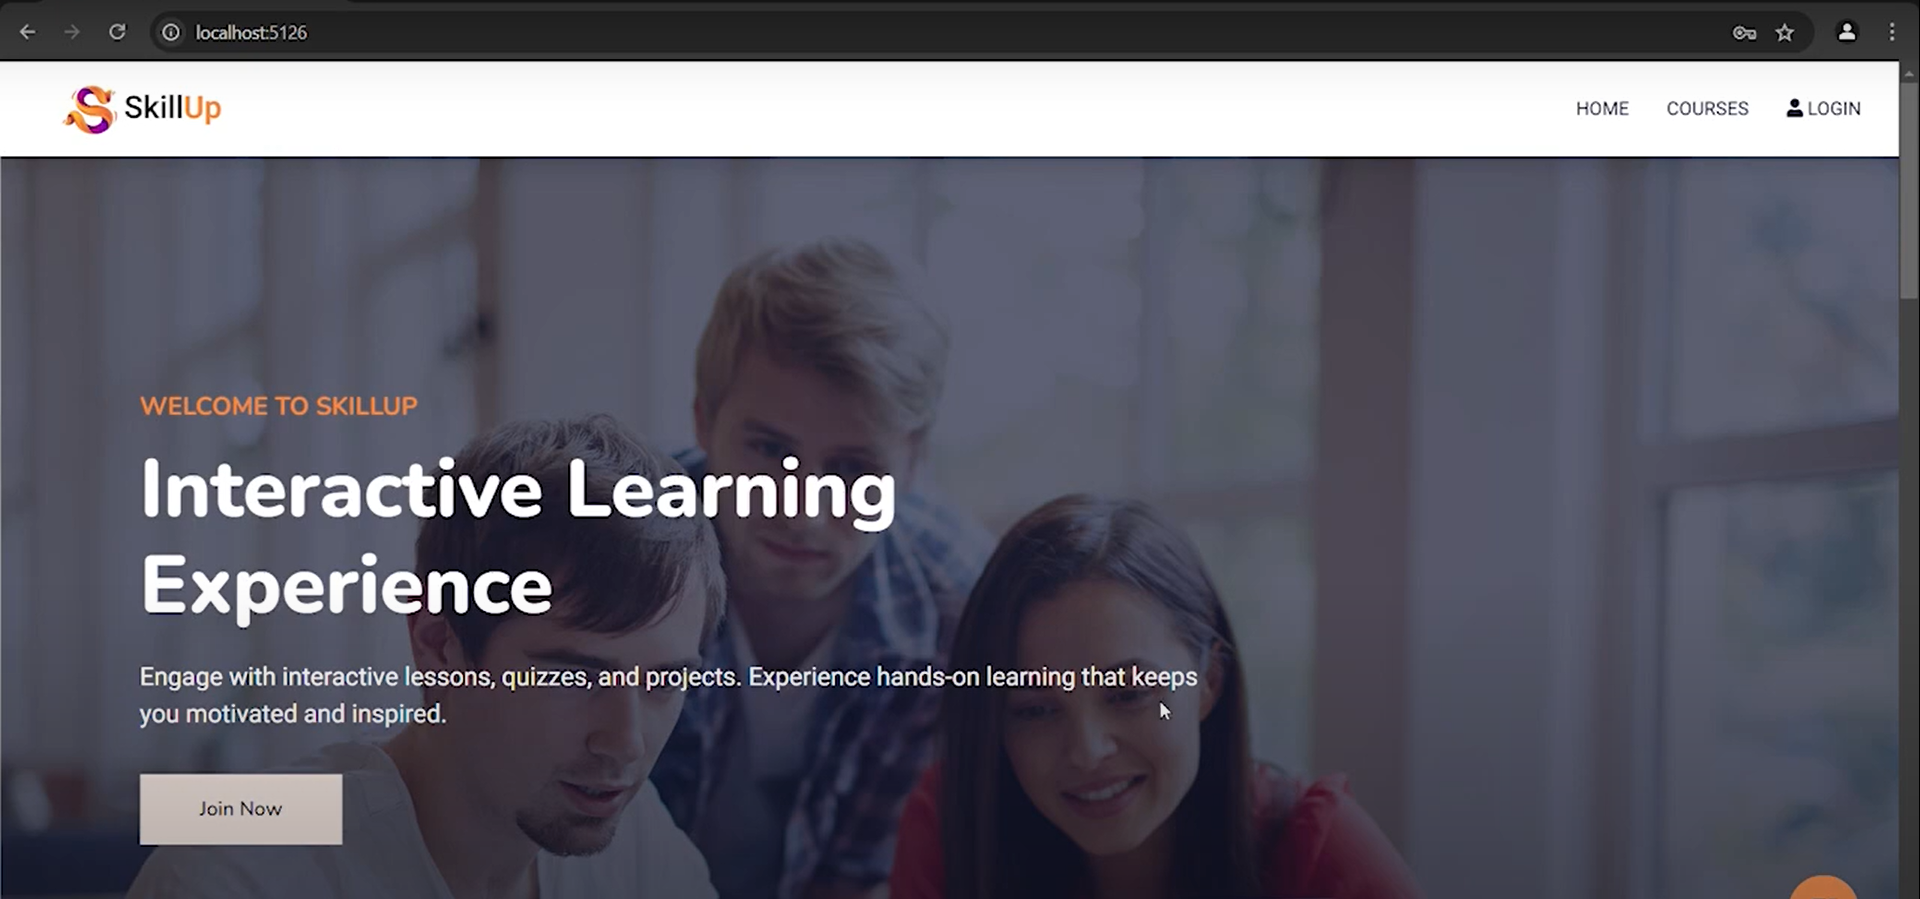 localhost:5126
SkillUp
HOME COURSES LOGIN
WELCOME TO SKILLUP
Interactive Learning
Experience
Engage with interactive lessons, quizzes, and projects. Experience hands-on learning that keeps
you motivated and inspired.
Join Now